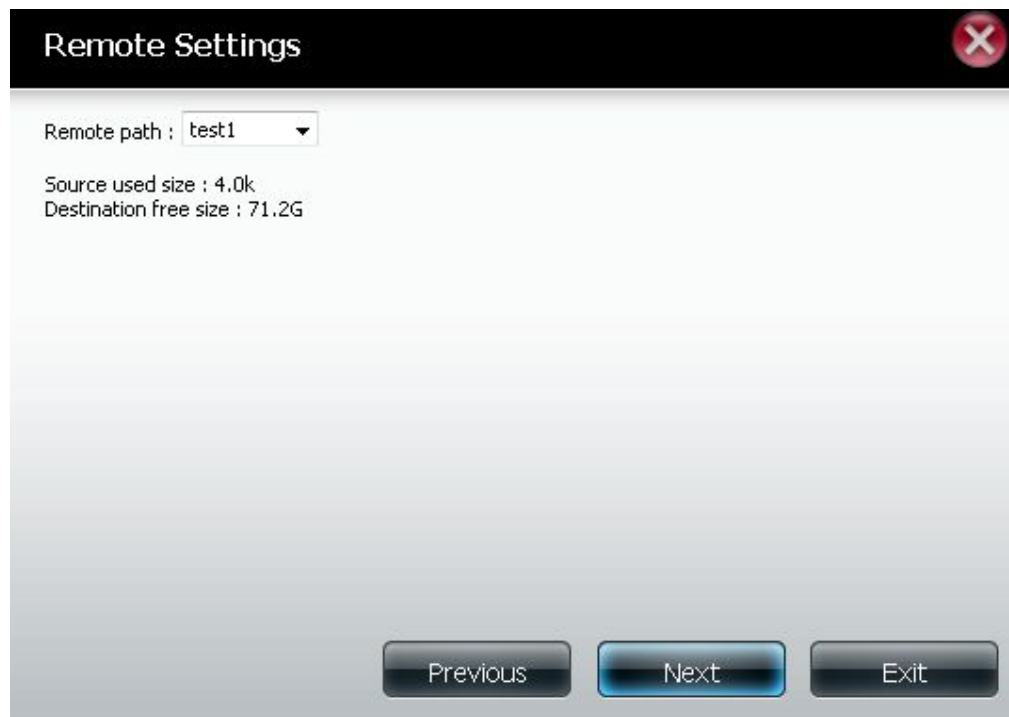 Remote Settings
Remote path : test1
Source used size : 4.0k
Destination free size : 71.2G
Previous Next Exit